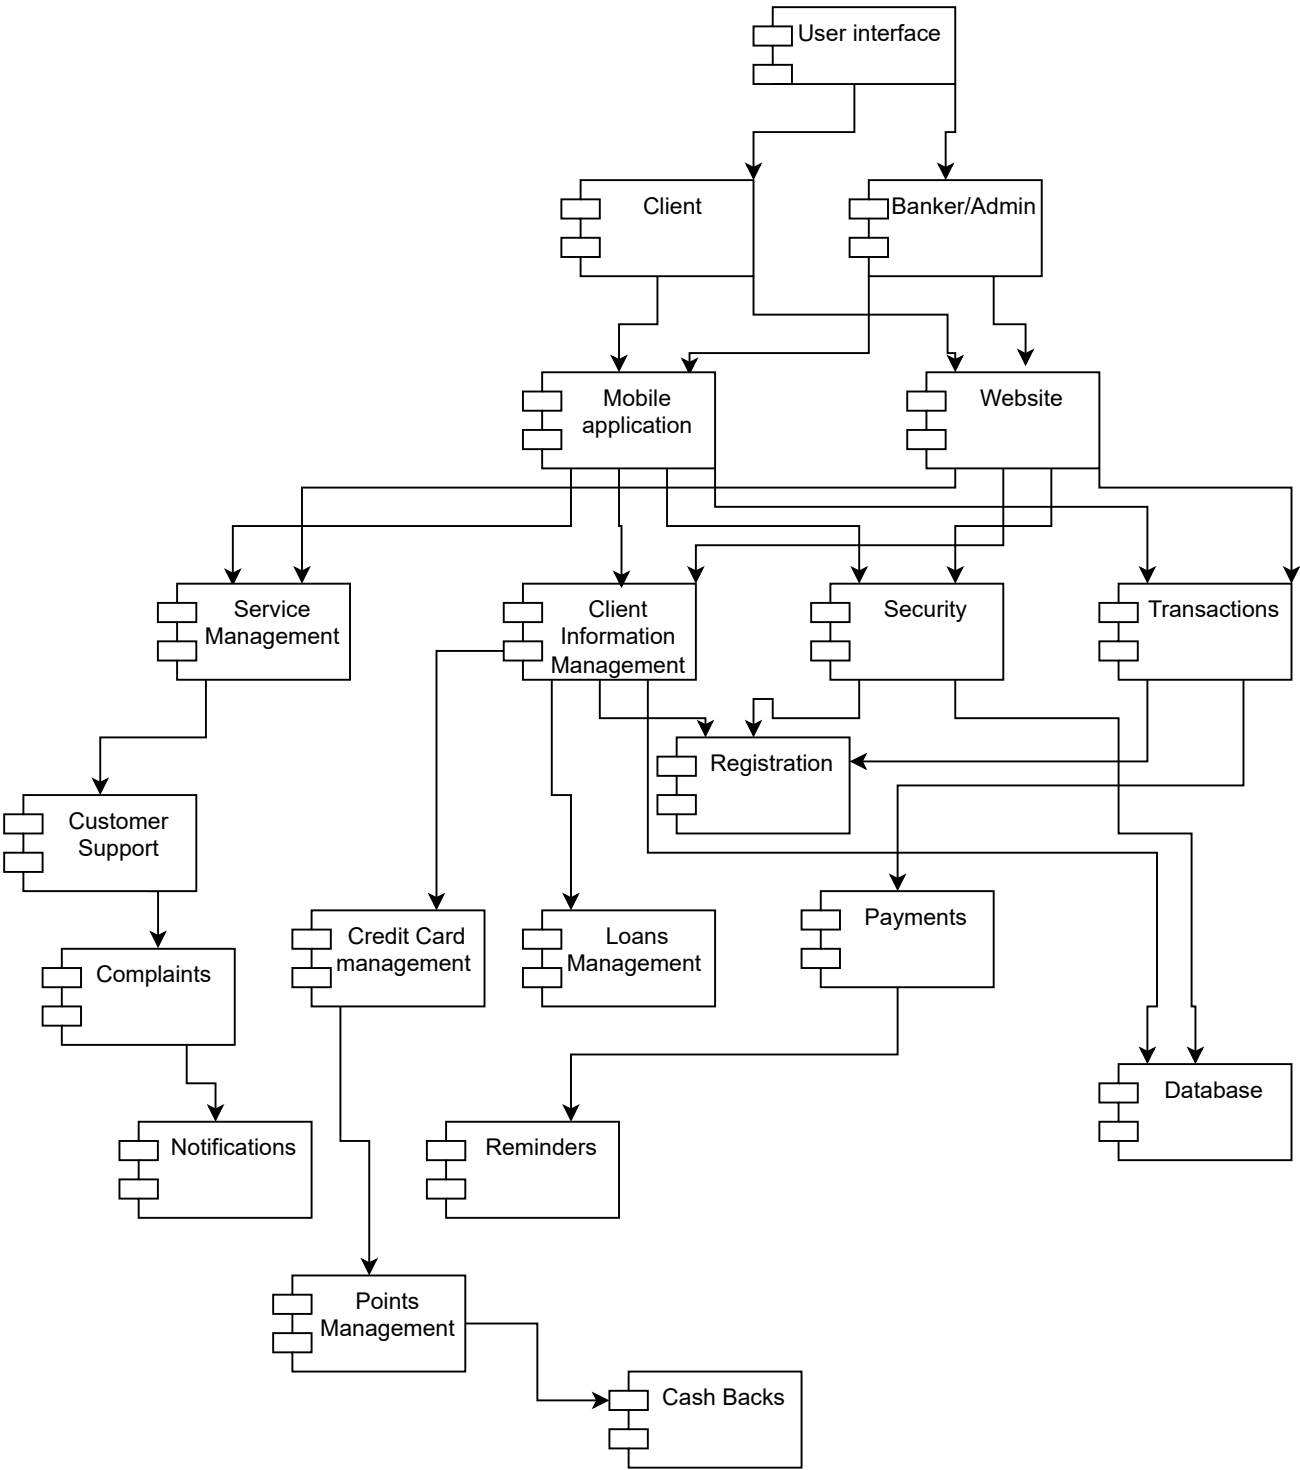 User interface
Client
Banker/Admin
Mobile
application
Website
Service
Management
Client
Information
Management
Security
Transactions
Registration
Customer
Support
Payments
Credit Card
management
Loans
Management
Complaints
Database
Notifications
Reminders
Points
Management
Cash Backs